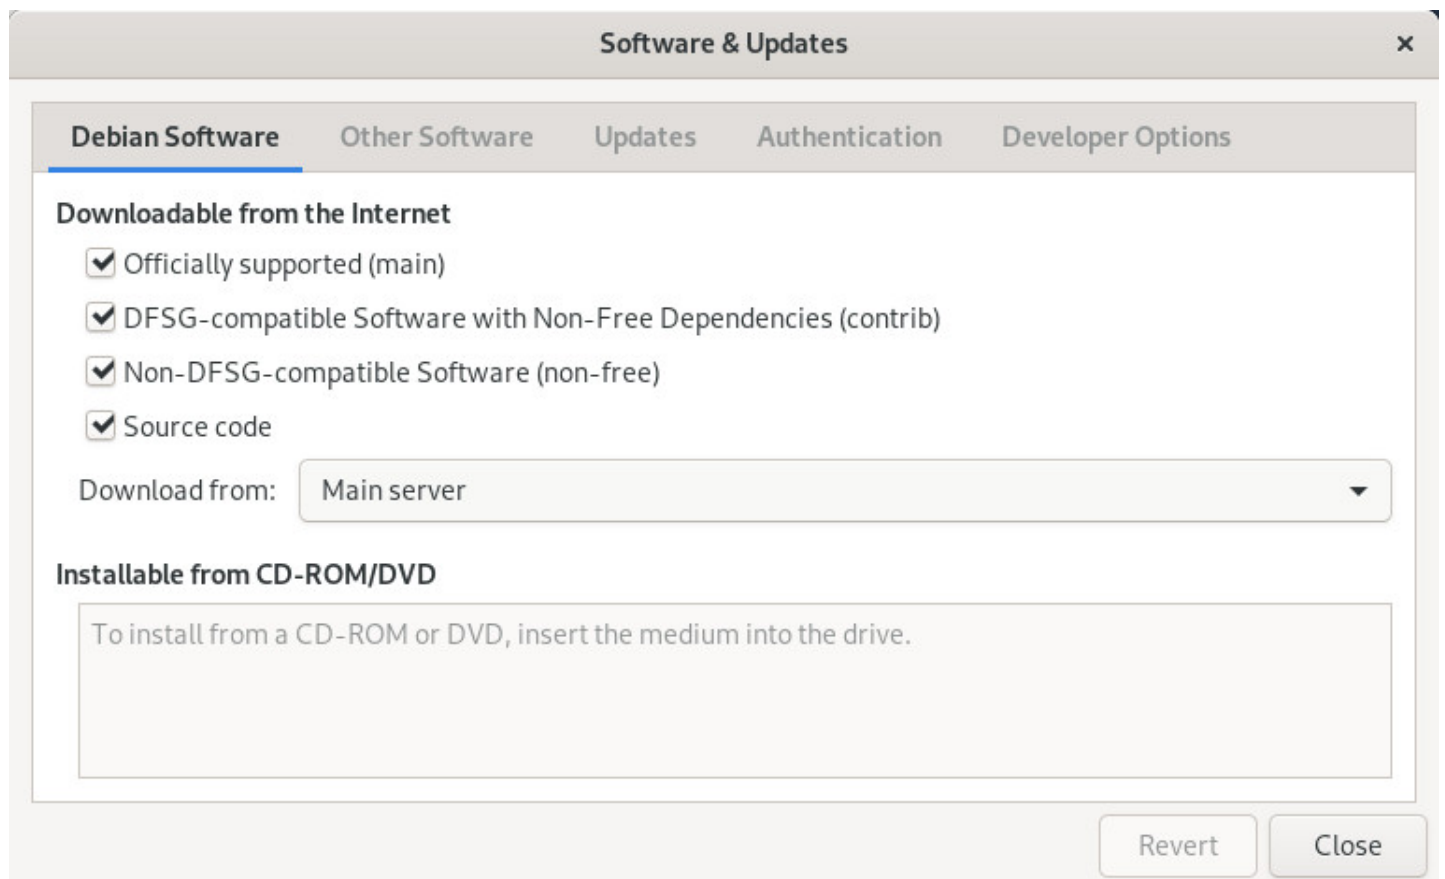 Software & Updates
Debian Software Other Software Updates Authentication Developer Options
Downloadable from the Internet
Officially supported (main)
DFSG-compatible Software with Non-Free Dependencies (contrib)
Non-DFSG-compatible Software (non-free)
Source code
Download from: Main server
Installable from CD-ROM/DVD
To install from a CD-ROM or DVD, insert the medium into the drive.
Revert Close